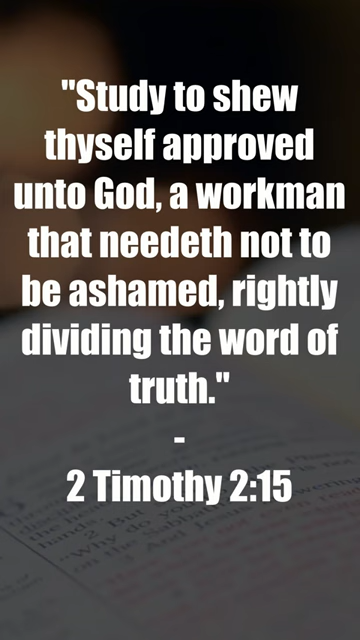 "Study to shew
thyself approved
unto God, a workman
that needeth not to
be ashamed, rightly
dividing the word of
truth."
-
2 Timothy 2:15